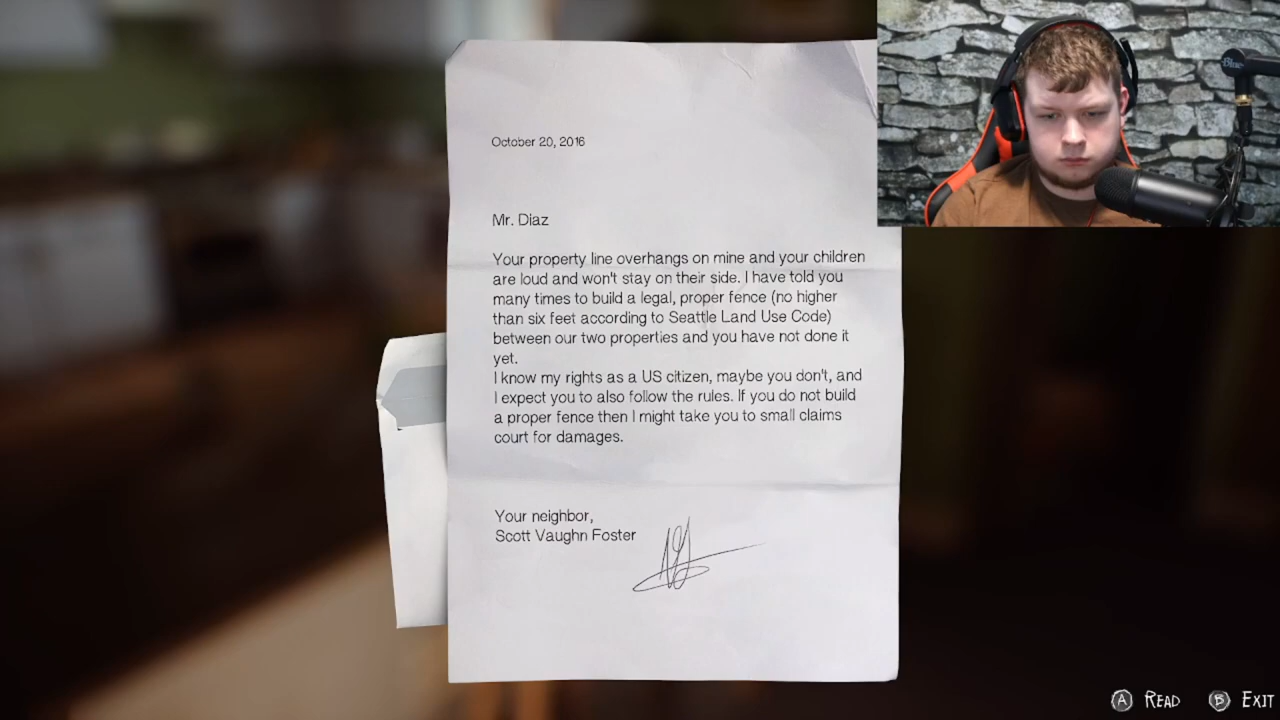 October 20, 2016
Mr. Diaz
Your property line overhangs on mine and your children
are loud and won't stay on their side. I have told you
many times to build a legal, proper fence (no higher
than six feet according to Seattle Land Use Code)
between our two properties and you have not done it
yet.
I know my rights as a US citizen, maybe you don't, and
I expect you to also follow the rules. If you do not build
a proper fence then I might take you to small claims
court for damages.
Your neighbor,
Scott Vaughn Foster
Blue
A READ B EXIT